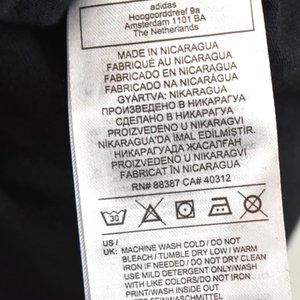 adidas
Hoogoorddreef 9a
Amsterdam 1101 BA
The Netherlands
MADE IN NICARAGUA
FABRIQUÉ AU NICARAGUA
FABRICADO EN NICARAGUA
FABRICADO NA NICARÁGUA
GYÁRTVA: NIKARAGUA
ПРОИЗВЕДЕНО В НИКАРАГУА
СДЕЛАНО В НИКАРАГУА
PROIZVEDENO U NIKARAGVI
NIKARAGUA'DA İMAL EDİLMİŞTİR.
НИКАРАГУАДА ЖАСАЛҒАН
PROIZVEDENO U NIKARAGVI
FABRICAT ÎN NICARAGUA
RN# 88387 CA# 40312
30
US /
UK: MACHINE WASH COLD / DO NOT
BLEACH / TUMBLE DRY LOW / WARM
IRON IF NEEDED / DO NOT DRY CLEAN
USE MILD DETERGENT ONLY/WASH
WITH LIKE COLORS/DO NOT IRON
PRINT/WASH INSIDE OUT
FEINWASCHMITTEL